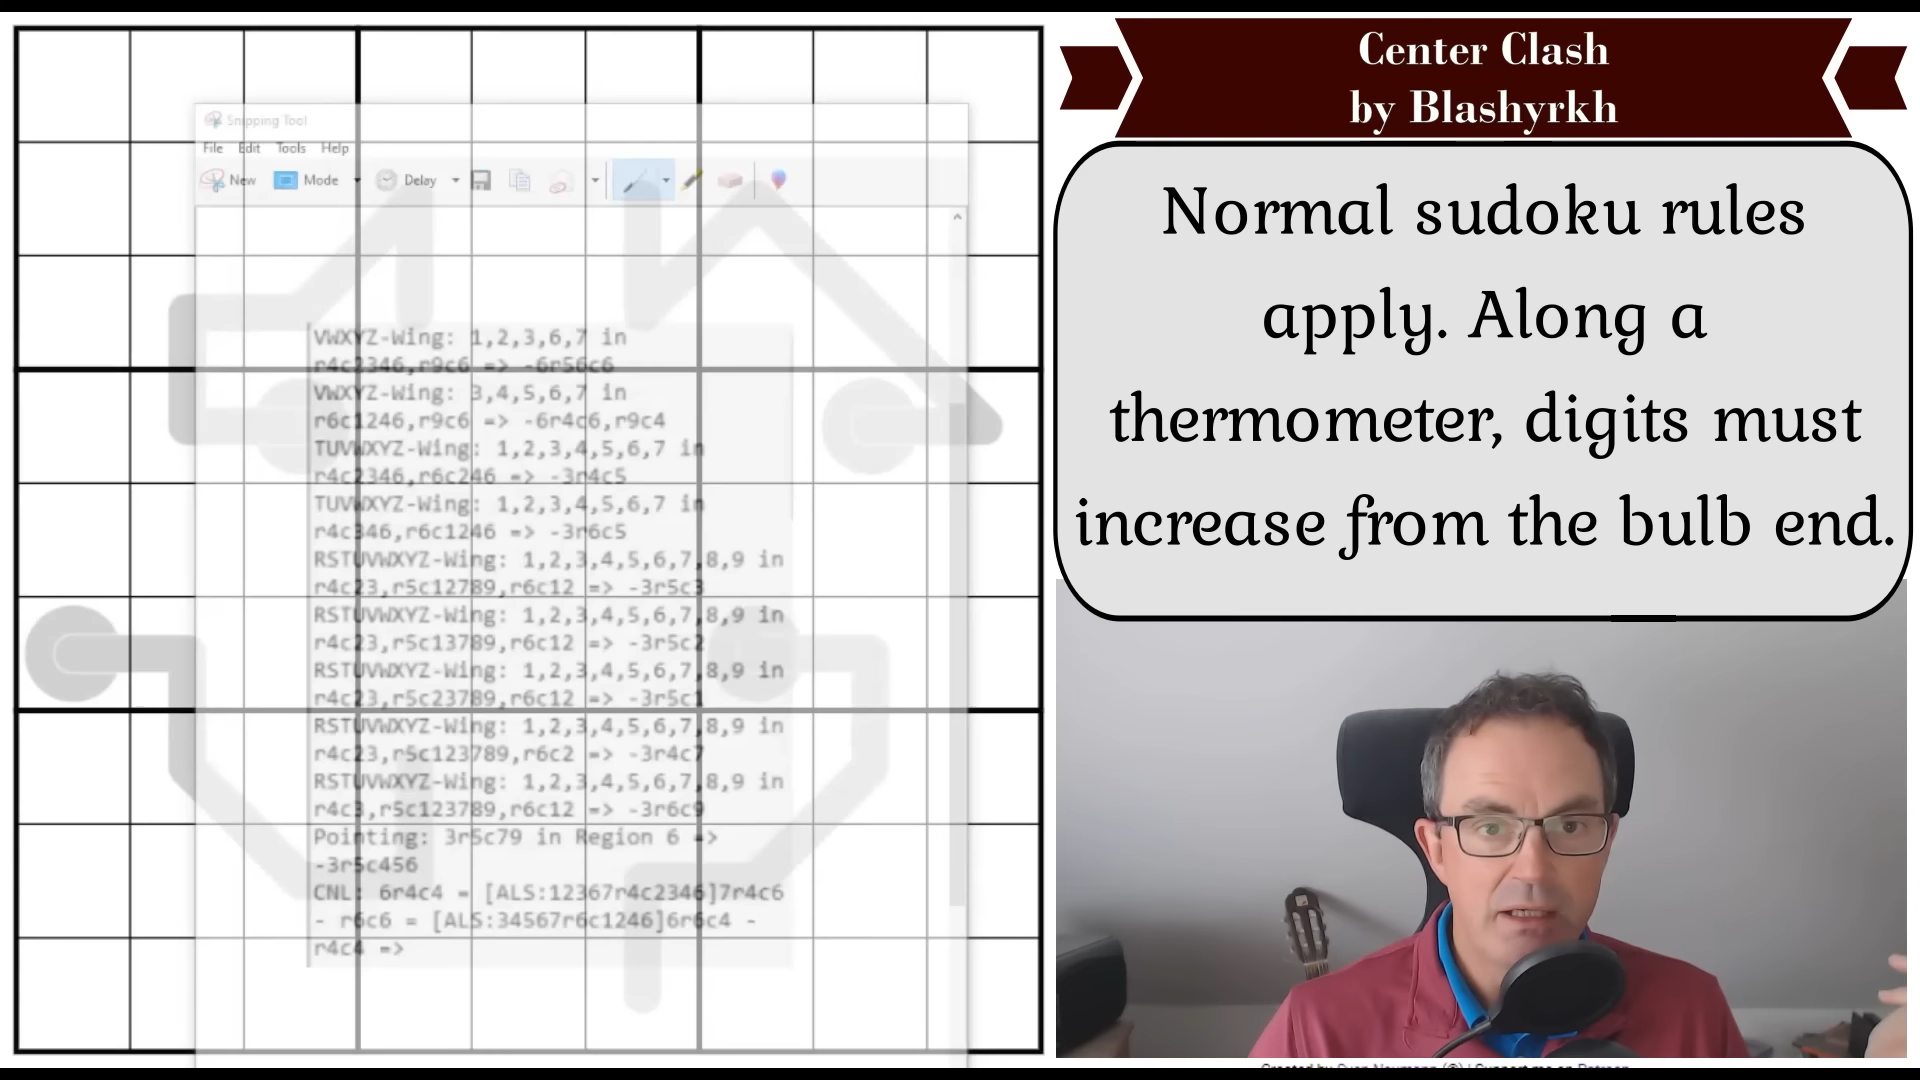 Center Clash
by Blashyrkh
Normal sudoku rules
apply. Along a
thermometer, digits must
increase from the bulb end.
Snipping Tool
File Edit Tools Help
New Mode Delay
VWXYZ-Wing: 1,2,3,6,7 in
r4c2346,r9c6 => -6r56c6
VWXYZ-Wing: 3,4,5,6,7 in
r6c1246,r9c6 => -6r4c6,r9c4
TUVWXYZ-Wing: 1,2,3,4,5,6,7 in
r4c2346,r6c246 => -3r4c5
TUVWXYZ-Wing: 1,2,3,4,5,6,7 in
r4c346,r6c1246 => -3r6c5
RSTUVWXYZ-Wing: 1,2,3,4,5,6,7,8,9 in
r4c23,r5c12789,r6c12 => -3r5c3
RSTUVWXYZ-Wing: 1,2,3,4,5,6,7,8,9 in
r4c23,r5c13789,r6c12 => -3r5c2
RSTUVWXYZ-Wing: 1,2,3,4,5,6,7,8,9 in
r4c23,r5c23789,r6c12 => -3r5c1
RSTUVWXYZ-Wing: 1,2,3,4,5,6,7,8,9 in
r4c23,r5c123789,r6c2 => -3r4c7
RSTUVWXYZ-Wing: 1,2,3,4,5,6,7,8,9 in
r4c3,r5c123789,r6c12 => -3r6c9
Pointing: 3r5c79 in Region 6 =>
-3r5c456
CNL: 6r4c4 = [ALS:12367r4c2346]7r4c6
- r6c6 = [ALS:34567r6c1246]6r6c4 -
r4c4 =>